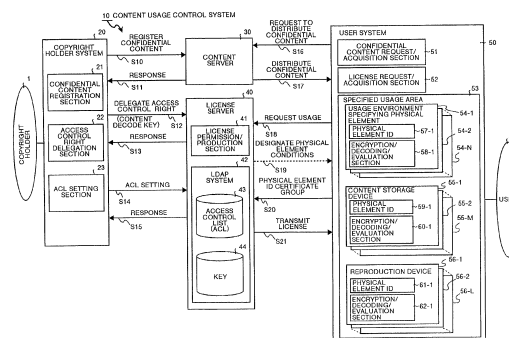 10 CONTENT USAGE CONTROL SYSTEM
20
COPYRIGHT
HOLDER SYSTEM
21
CONFIDENTIAL
CONTENT
REGISTRATION
SECTION
22
ACCESS
CONTROL
RIGHT
DELEGATION
SECTION
23
ACL SETTING
SECTION
1
COPYRIGHT
HOLDER
REGISTER
CONFIDENTIAL
CONTENT
S10
RESPONSE
S11
DELEGATE ACCESS
CONTROL RIGHT
(CONTENT
DECODE KEY)
S12
RESPONSE
S13
ACL SETTING
S14
RESPONSE
S15
30
CONTENT
SERVER
40
LICENSE
SERVER
41
LICENSE
PERMISSION/
PRODUCTION
SECTION
42
LDAP SYSTEM
43
ACCESS
CONTROL
LIST (ACL)
44
KEY
REQUEST TO
DISTRIBUTE
CONFIDENTIAL
CONTENT
S16
DISTRIBUTE
CONFIDENTIAL
CONTENT
S17
REQUEST USAGE
S18
DESIGNATE PHYSICAL
ELEMENT
CONDITIONS
S19
PHYSICAL ELEMENT
ID CERTIFICATE
GROUP
S20
TRANSMIT
LICENSE
S21
USER SYSTEM
50
CONFIDENTIAL
CONTENT REQUEST/
ACQUISITION SECTION
51
LICENSE REQUEST/
ACQUISITION SECTION
52
53
SPECIFIED USAGE AREA
54-1
USAGE ENVIRONMENT
SPECIFYING PHYSICAL
ELEMENT
54-2
PHYSICAL
ELEMENT ID
57-1
ENCRYPTION/
DECODING/
EVALUATION
SECTION
58-1
54-N
55-1
CONTENT STORAGE
DEVICE
55-2
PHYSICAL
ELEMENT ID
59-1
55-M
ENCRYPTION/
DECODING/
EVALUATION
SECTION
60-1
56-1
REPRODUCTION DEVICE
56-2
PHYSICAL
ELEMENT ID
61-1
56-L
ENCRYPTION/
DECODING/
EVALUATION
SECTION
62-1